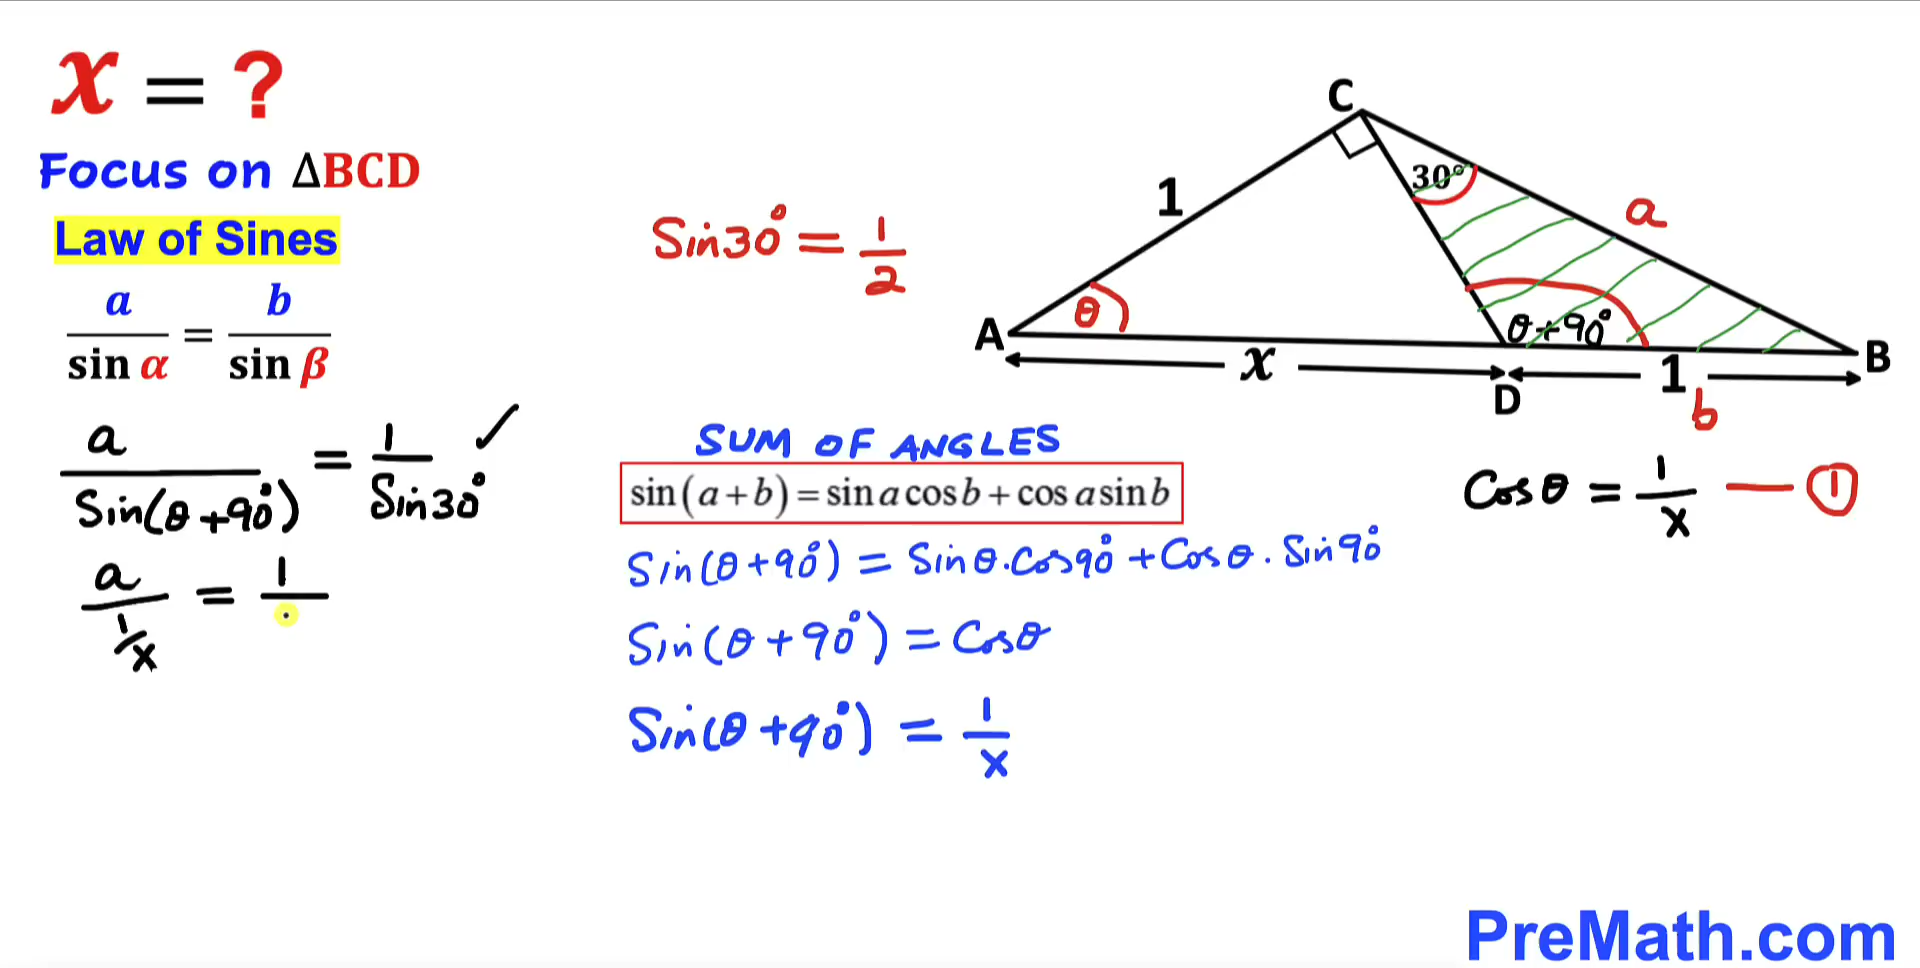 x = ?
Focus on ΔBCD
Law of Sines
a/sin α = b/sin β
a/Sin(θ+90°) = 1/Sin30° ✓
a/(1/x) = 1/
Sin30° = 1/2
SUM OF ANGLES
sin(a+b) = sin a cos b + cos a sin b
Sin(θ+90°) = Sinθ.Cos90° + Cosθ.Sin90°
Sin(θ+90°) = Cosθ
Sin(θ+90°) = 1/x
C
30°
1
a
θ
θ+90°
A
B
x
1
D
b
Cosθ = 1/x — ①
PreMath.com